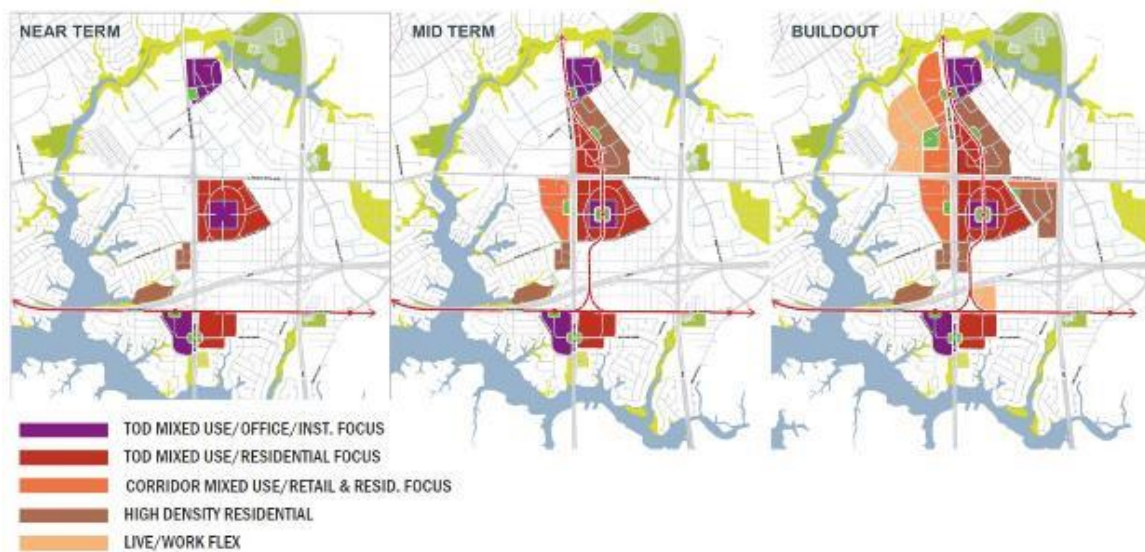 NEAR TERM
MID TERM
BUILDOUT
TOD MIXED USE/OFFICE/INST. FOCUS
TOD MIXED USE/RESIDENTIAL FOCUS
CORRIDOR MIXED USE/RETAIL & RESID. FOCUS
HIGH DENSITY RESIDENTIAL
LIVE/WORK FLEX